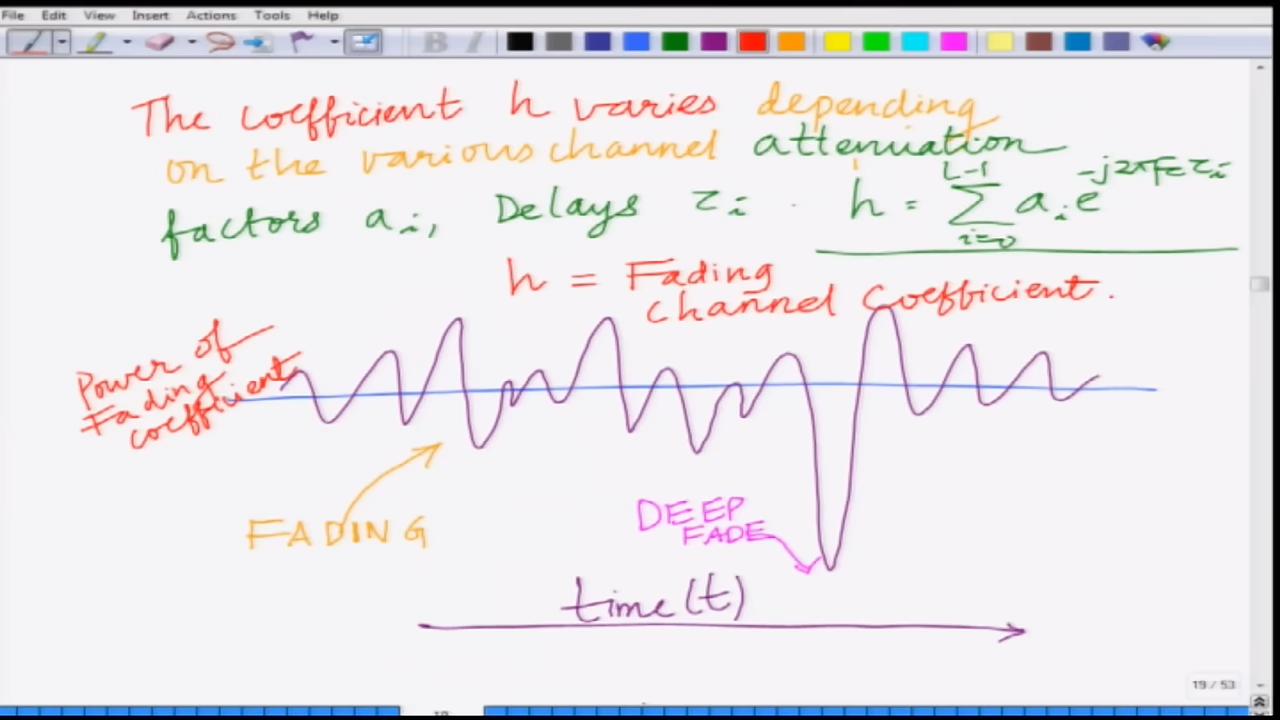 File Edit View Insert Actions Tools Help
The coefficient h varies depending
on the various channel attenuation
factors aᵢ, Delays τᵢ . h = Σ_{i=0}^{L-1} aᵢ e^{-j2πFcτᵢ}
h = Fading
channel Coefficient.
Power of
Fading
coefficient
FADING
DEEP
FADE
time(t)
19 / 53